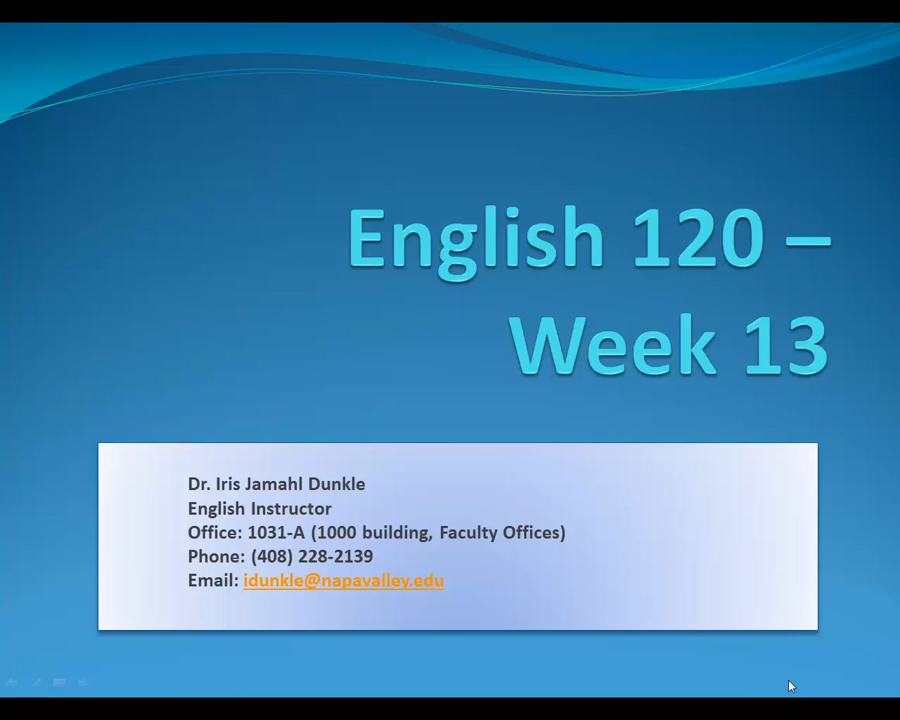 English 120 –
Week 13
Dr. Iris Jamahl Dunkle
English Instructor
Office: 1031-A (1000 building, Faculty Offices)
Phone: (408) 228-2139
Email: idunkle@napavalley.edu